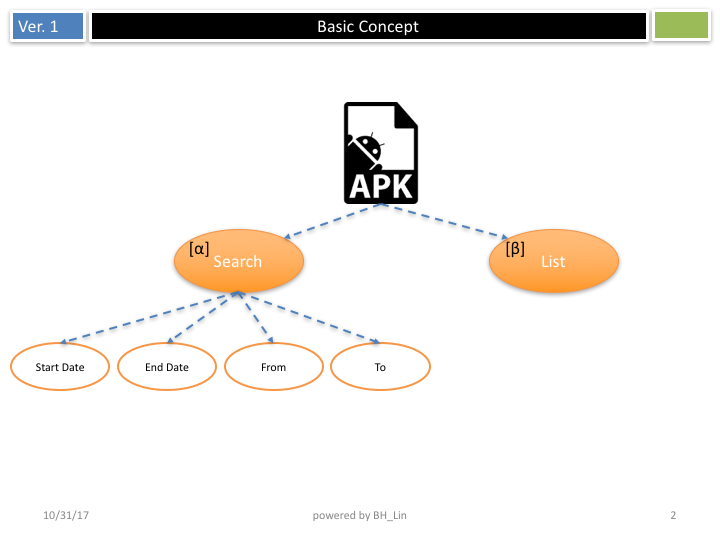 Ver. 1
Basic Concept
APK
[α]
Search
[β]
List
Start Date
End Date
From
To
10/31/17
powered by BH_Lin
2